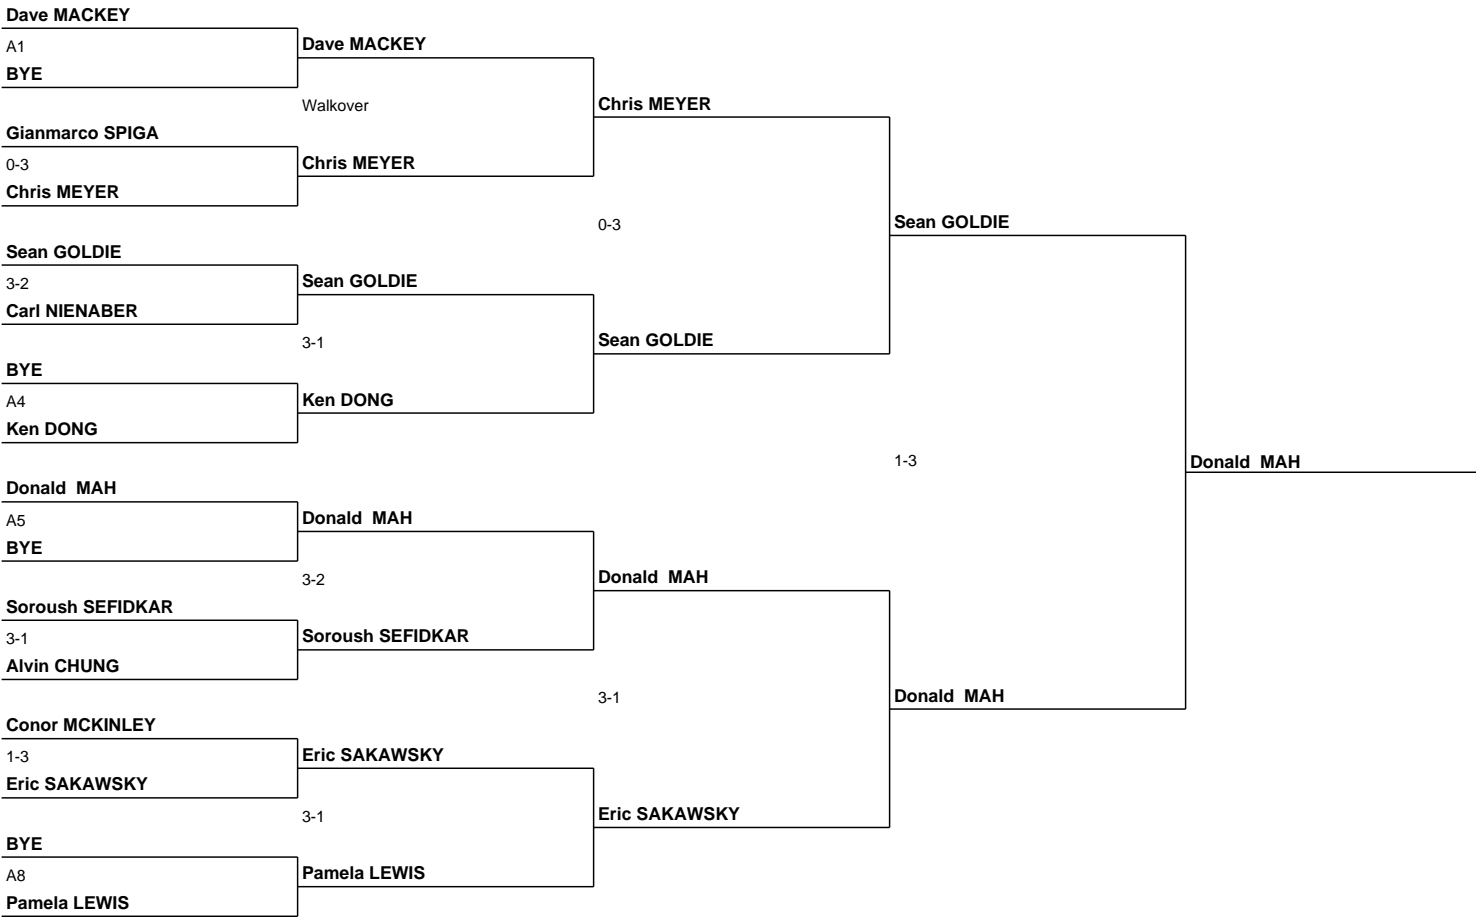 Dave MACKEY
A1
BYE
Gianmarco SPIGA
0-3
Chris MEYER
Sean GOLDIE
3-2
Carl NIENABER
BYE
A4
Ken DONG
Donald  MAH
A5
BYE
Soroush SEFIDKAR
3-1
Alvin CHUNG
Conor MCKINLEY
1-3
Eric SAKAWSKY
BYE
A8
Pamela LEWIS
Dave MACKEY
Walkover
Chris MEYER
Sean GOLDIE
3-1
Ken DONG
Donald  MAH
3-2
Soroush SEFIDKAR
Eric SAKAWSKY
3-1
Pamela LEWIS
Chris MEYER
0-3
Sean GOLDIE
Donald  MAH
3-1
Eric SAKAWSKY
Sean GOLDIE
1-3
Donald  MAH
Donald  MAH